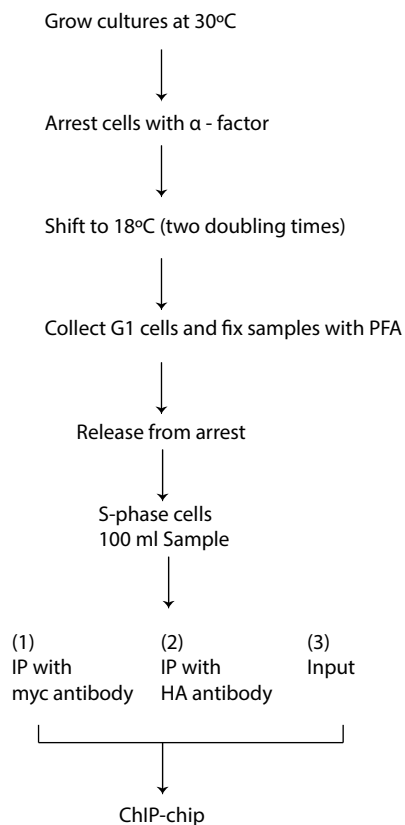 Grow cultures at 30ºC
Arrest cells with α - factor
Shift to 18ºC (two doubling times)
Collect G1 cells and fix samples with PFA
Release from arrest
S-phase cells
100 ml Sample
(1)
IP with
myc antibody
(2)
IP with
HA antibody
(3)
Input
ChIP-chip